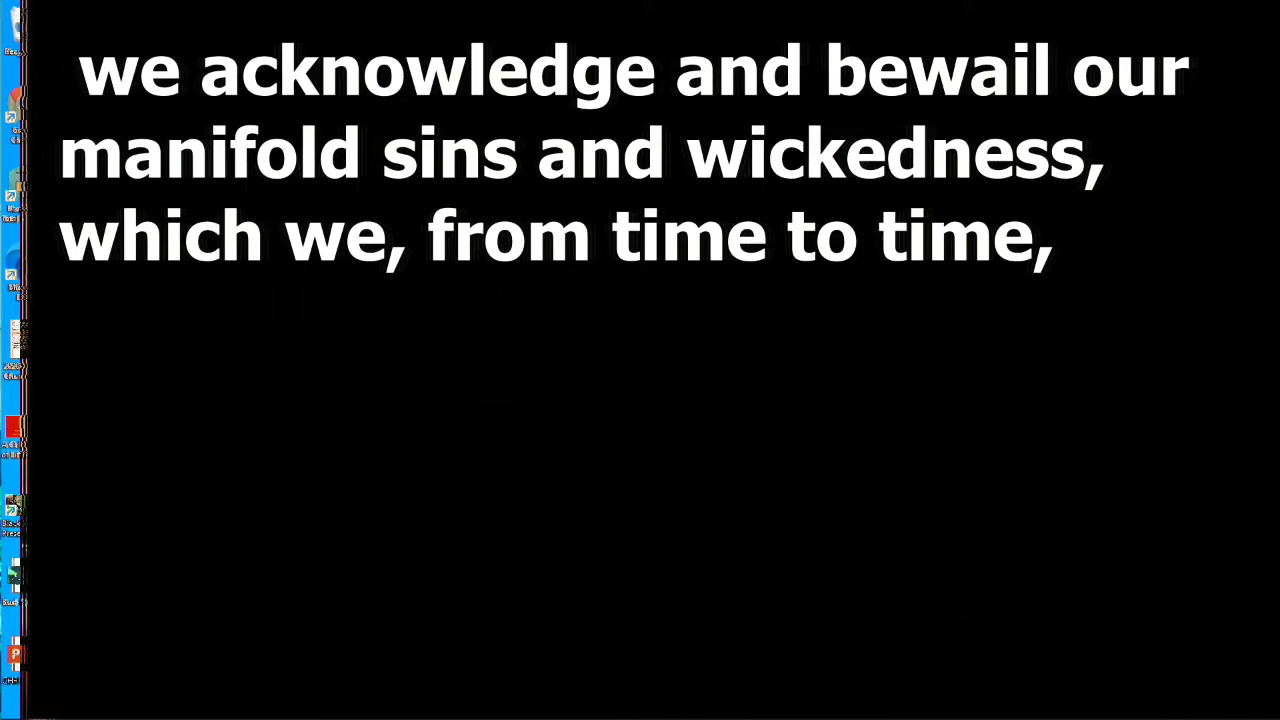 we acknowledge and bewail our
manifold sins and wickedness,
which we, from time to time,